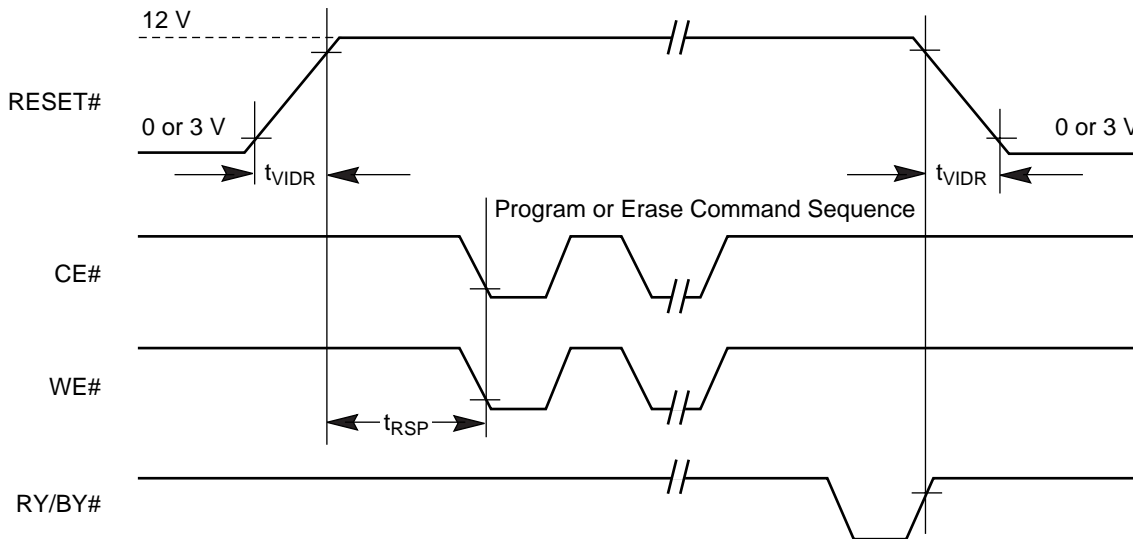 12 V
RESET#
0 or 3 V
0 or 3 V
tVIDR
tVIDR
Program or Erase Command Sequence
CE#
WE#
tRSP
RY/BY#